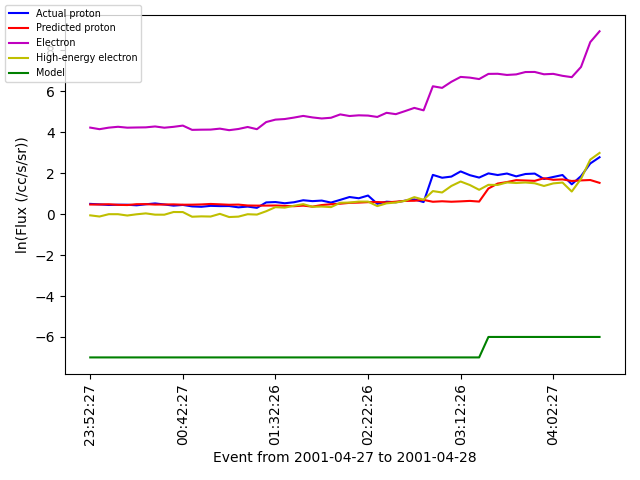 Actual proton
Predicted proton
Electron
High-energy electron
Model
8
6
4
2
0
−2
−4
−6
ln(Flux (/cc/s/sr))
23:52:27
00:42:27
01:32:26
02:22:26
03:12:26
04:02:27
Event from 2001-04-27 to 2001-04-28